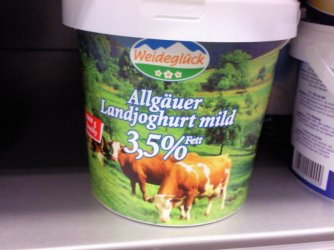 Weideglück
Allgäuer
Landjoghurt mild
3,5% Fett